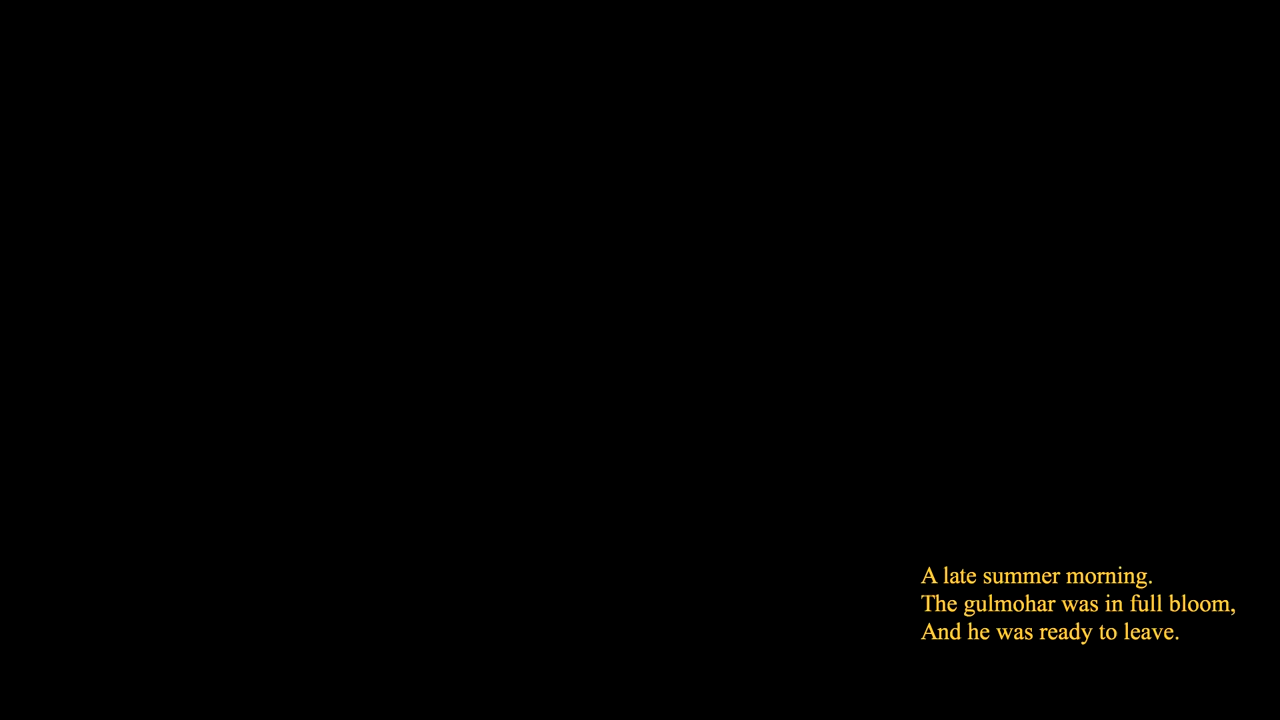 A late summer morning.
The gulmohar was in full bloom,
And he was ready to leave.